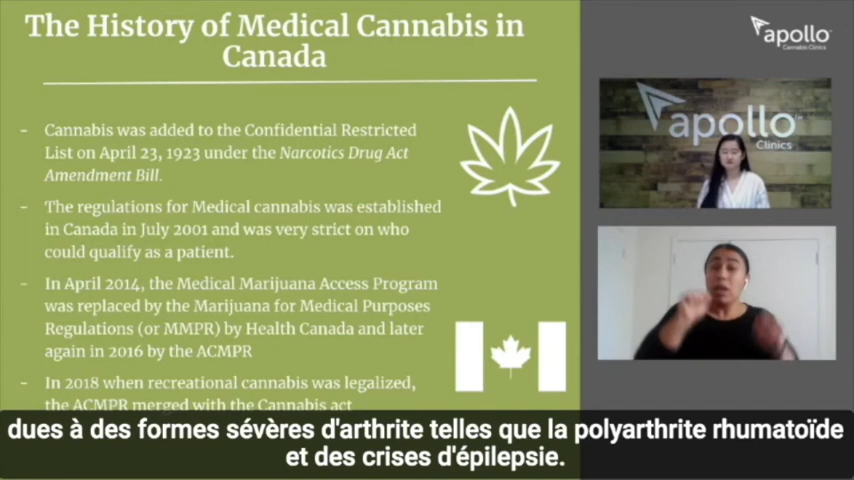 The History of Medical Cannabis in
Canada
- Cannabis was added to the Confidential Restricted
List on April 23, 1923 under the Narcotics Drug Act
Amendment Bill.
- The regulations for Medical cannabis was established
in Canada in July 2001 and was very strict on who
could qualify as a patient.
- In April 2014, the Medical Marijuana Access Program
was replaced by the Marijuana for Medical Purposes
Regulations (or MMPR) by Health Canada and later
again in 2016 by the ACMPR
- In 2018 when recreational cannabis was legalized,
the ACMPR merged with the Cannabis act
apollo
Cannabis Clinics
apollo
Clinics
dues à des formes sévères d'arthrite telles que la polyarthrite rhumatoïde
et des crises d'épilepsie.